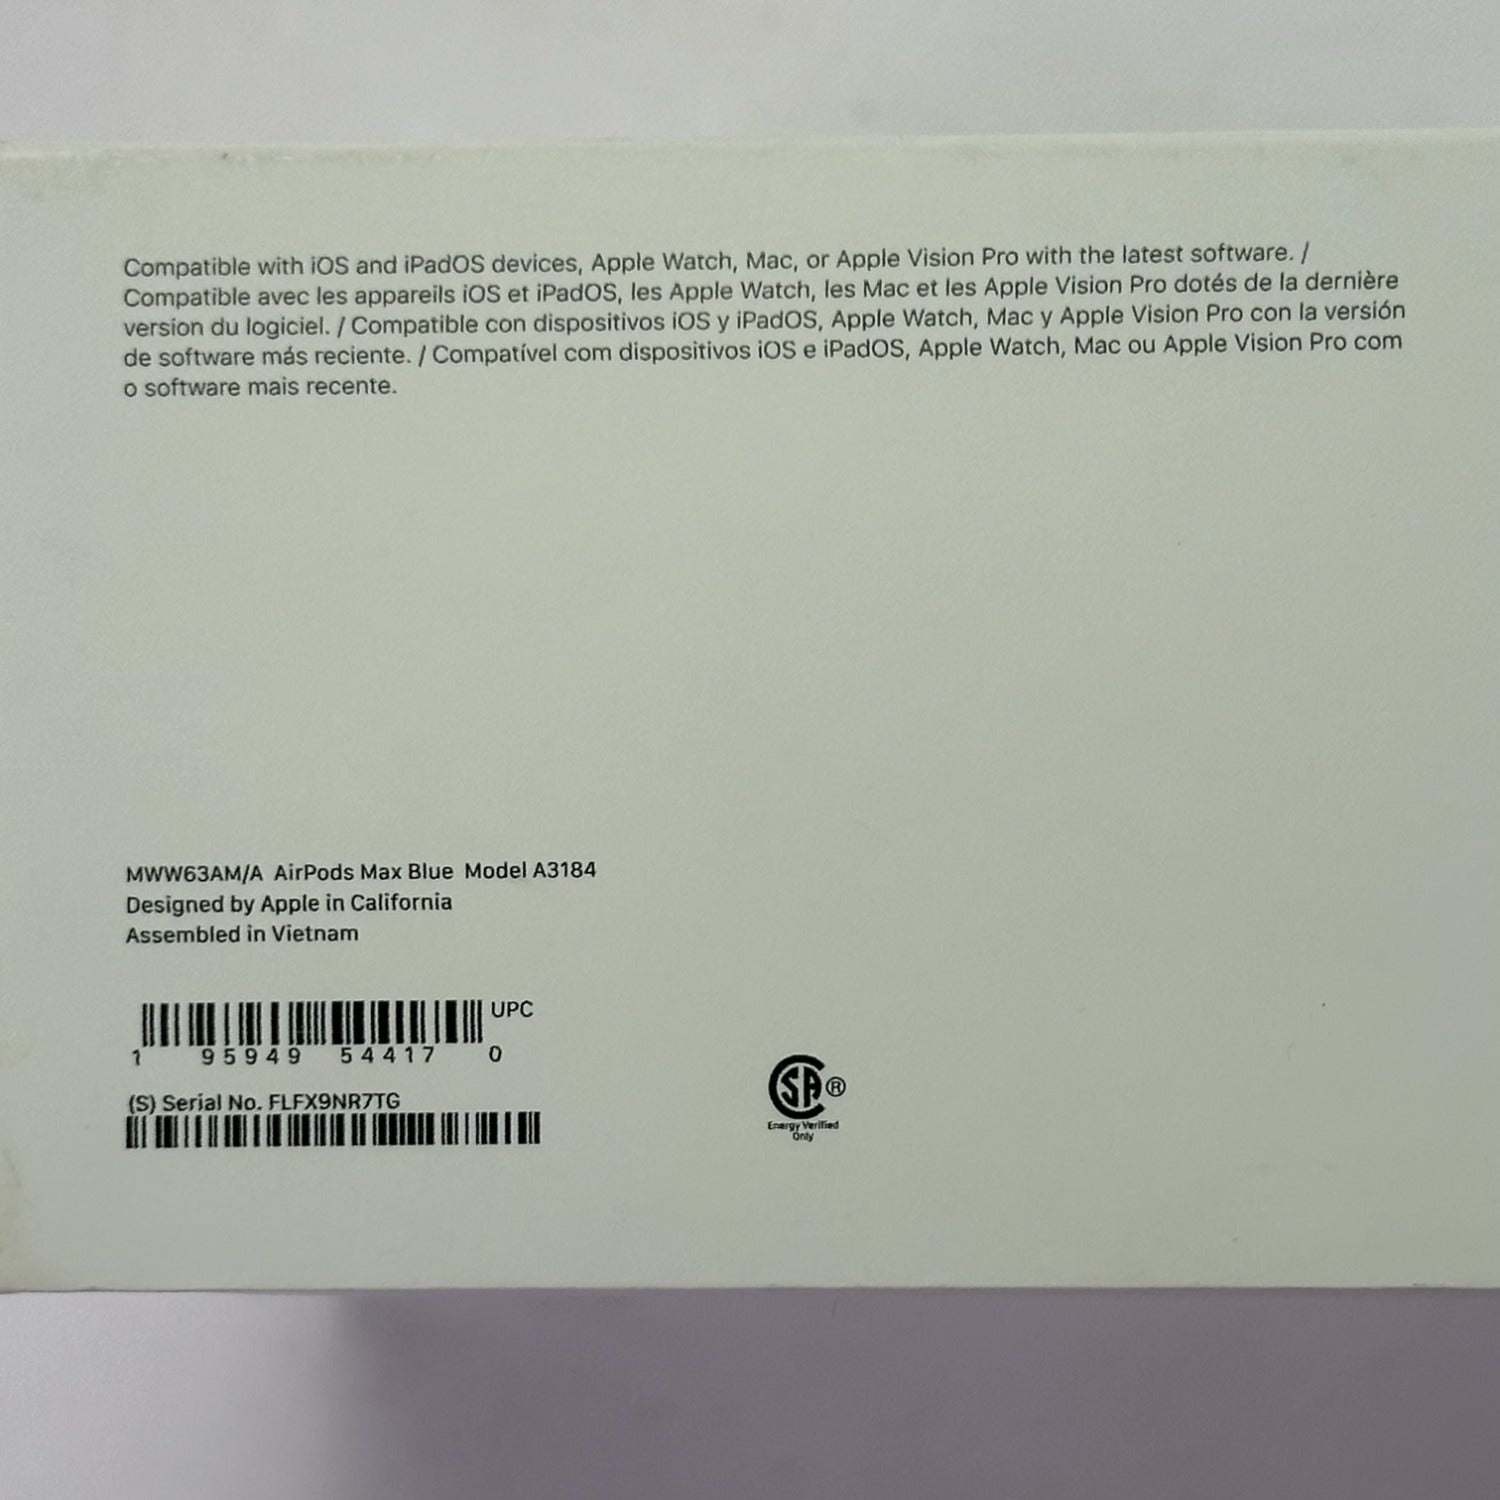 Compatible with iOS and iPadOS devices, Apple Watch, Mac, or Apple Vision Pro with the latest software. /
Compatible avec les appareils iOS et iPadOS, les Apple Watch, les Mac et les Apple Vision Pro dotés de la dernière
version du logiciel. / Compatible con dispositivos iOS y iPadOS, Apple Watch, Mac y Apple Vision Pro con la versión
de software más reciente. / Compatível com dispositivos iOS e iPadOS, Apple Watch, Mac ou Apple Vision Pro com
o software mais recente.
MWW63AM/A AirPods Max Blue Model A3184
Designed by Apple in California
Assembled in Vietnam
UPC
1 95949 54417 0
(S) Serial No. FLFX9NR7TG
SA®
Energy Verified
Only